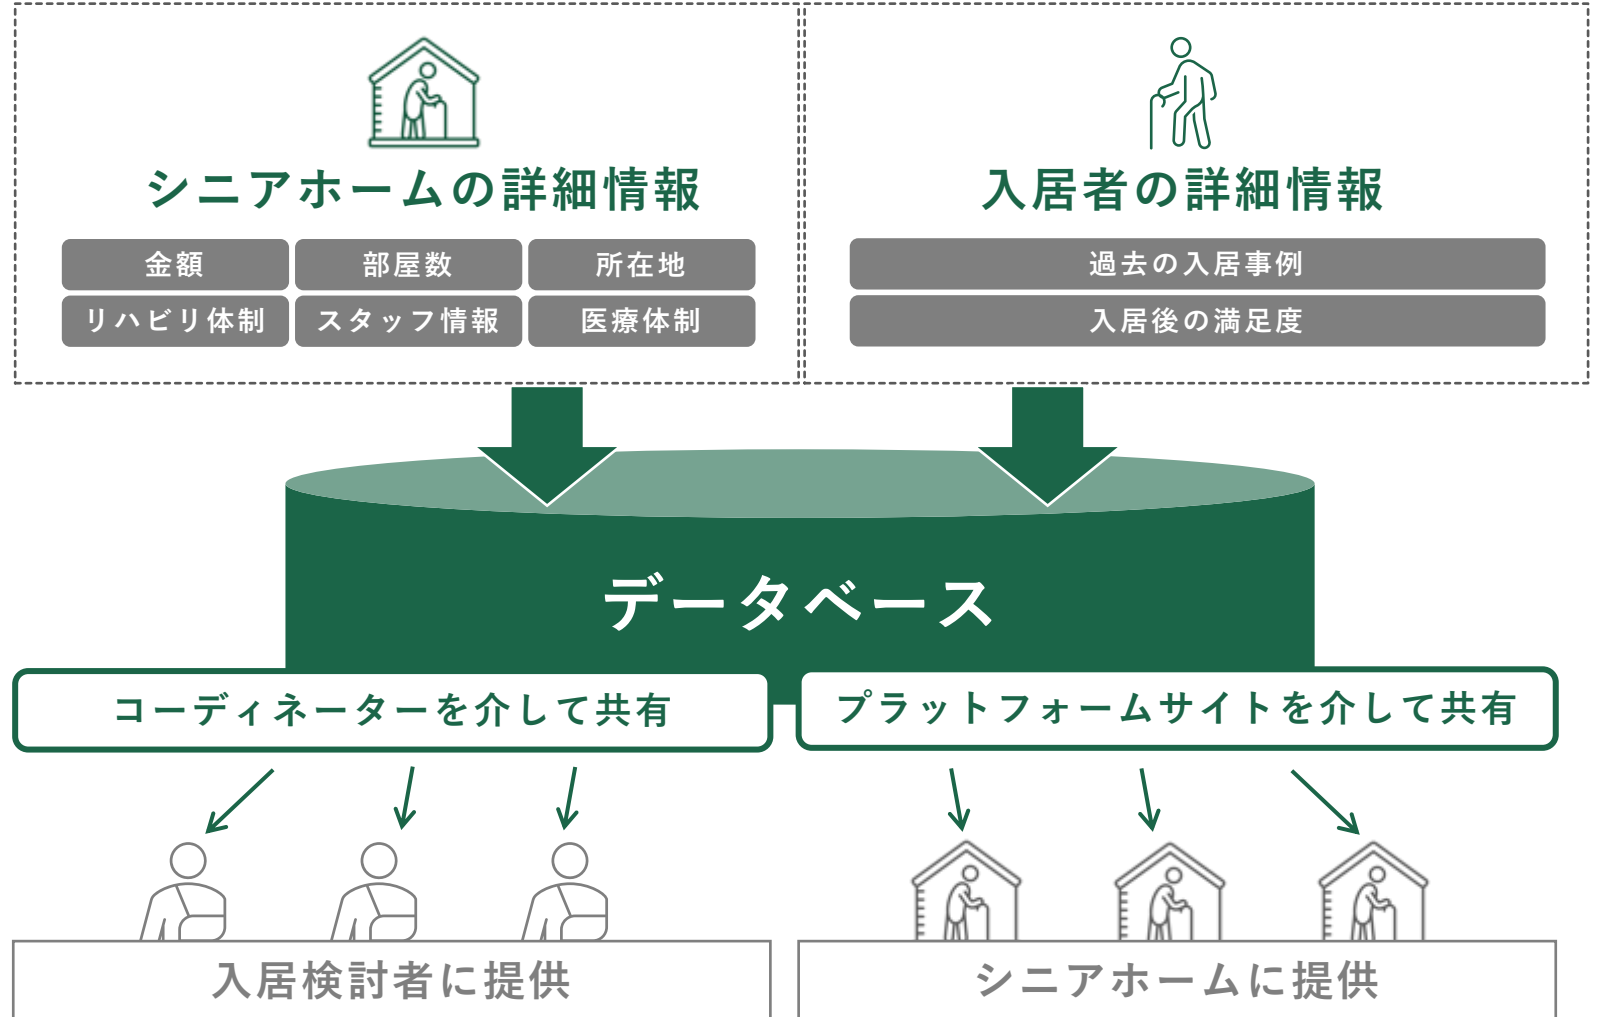 シニアホームの詳細情報
入居者の詳細情報
金額
部屋数
所在地
リハビリ体制
スタッフ情報
医療体制
過去の入居事例
入居後の満足度
データベース
コーディネーターを介して共有
プラットフォームサイトを介して共有
入居検討者に提供
シニアホームに提供